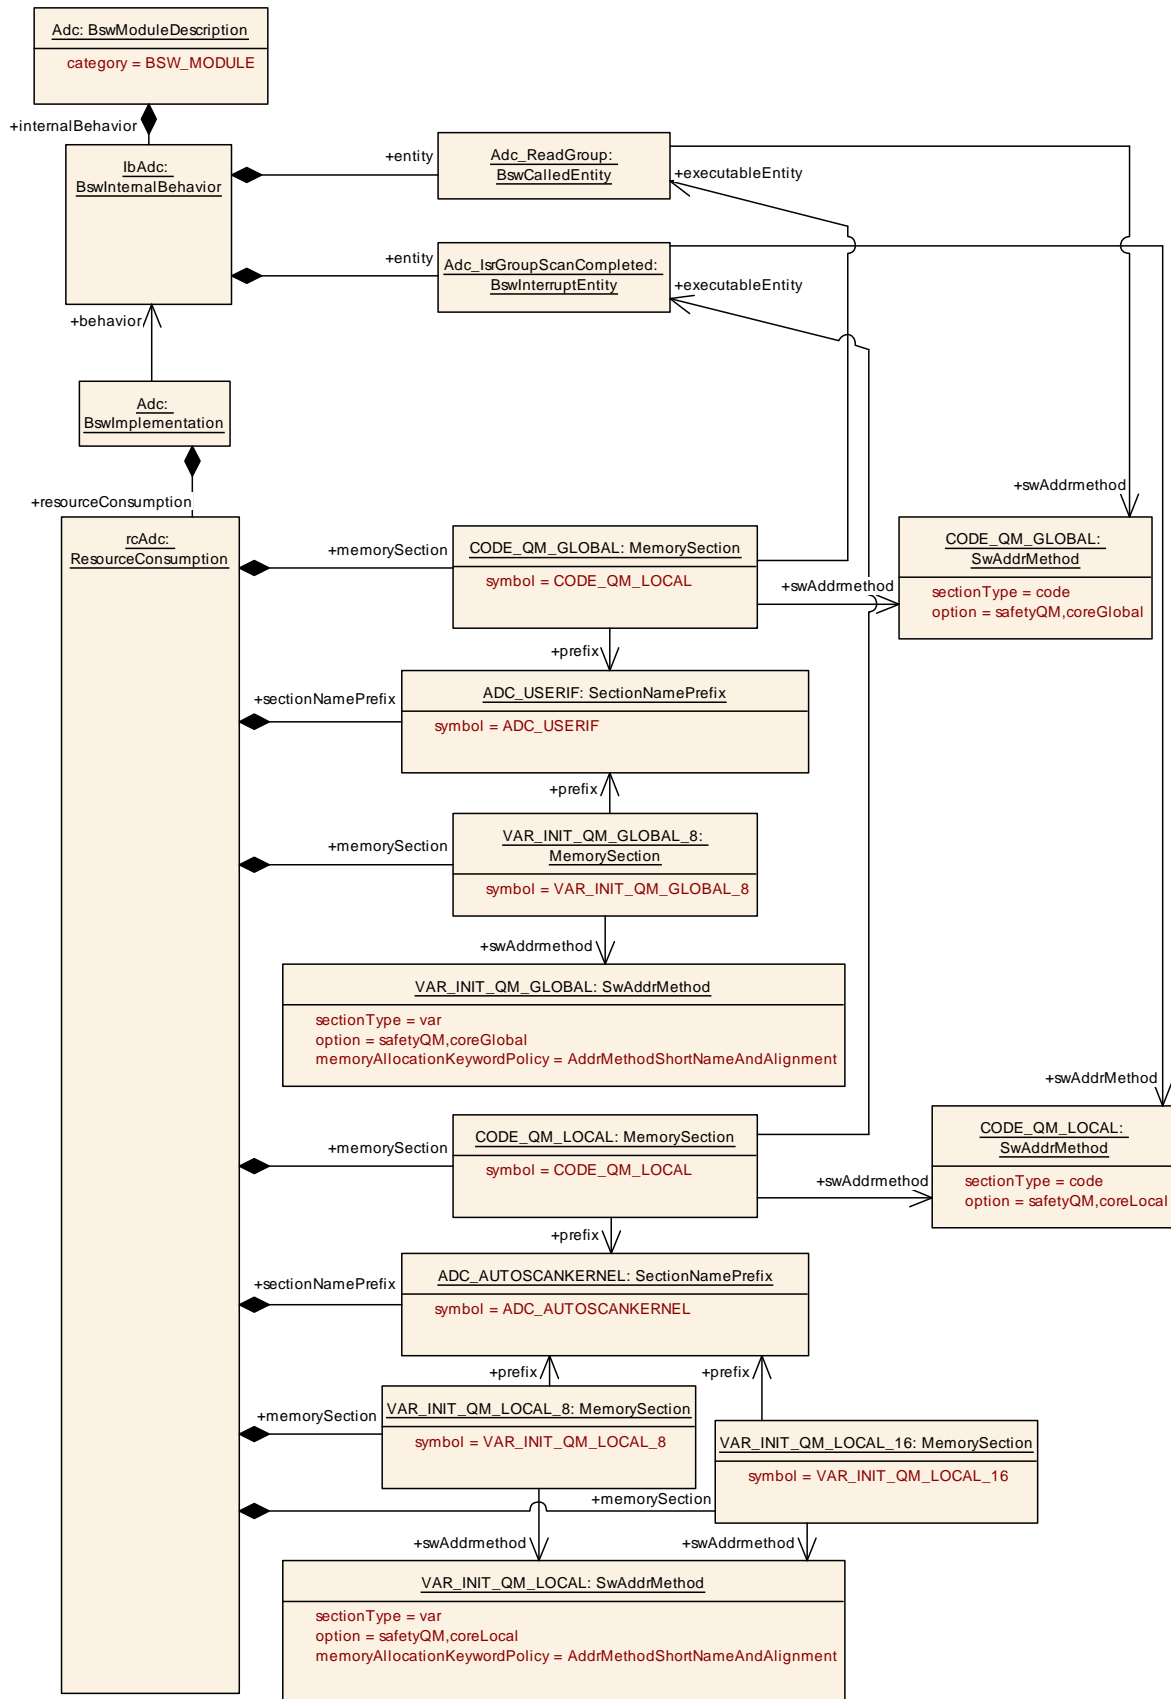 Adc: BswModuleDescription
category = BSW_MODULE
+internalBehavior
IbAdc:
BswInternalBehavior
+entity
Adc_ReadGroup:
BswCalledEntity
+executableEntity
+entity
Adc_IsrGroupScanCompleted:
BswInterruptEntity
+executableEntity
+behavior
Adc:
BswImplementation
+resourceConsumption
+swAddrmethod
rcAdc:
ResourceConsumption
+memorySection
CODE_QM_GLOBAL: MemorySection
symbol = CODE_QM_LOCAL
+swAddrmethod
CODE_QM_GLOBAL:
SwAddrMethod
sectionType = code
option = safetyQM,coreGlobal
+prefix
+sectionNamePrefix
ADC_USERIF: SectionNamePrefix
symbol = ADC_USERIF
+prefix
+memorySection
VAR_INIT_QM_GLOBAL_8:
MemorySection
symbol = VAR_INIT_QM_GLOBAL_8
+swAddrmethod
VAR_INIT_QM_GLOBAL: SwAddrMethod
sectionType = var
option = safetyQM,coreGlobal
memoryAllocationKeywordPolicy = AddrMethodShortNameAndAlignment
+swAddrMethod
+memorySection
CODE_QM_LOCAL: MemorySection
symbol = CODE_QM_LOCAL
+swAddrmethod
CODE_QM_LOCAL:
SwAddrMethod
sectionType = code
option = safetyQM,coreLocal
+prefix
+sectionNamePrefix
ADC_AUTOSCANKERNEL: SectionNamePrefix
symbol = ADC_AUTOSCANKERNEL
+prefix
+prefix
+memorySection
VAR_INIT_QM_LOCAL_8: MemorySection
symbol = VAR_INIT_QM_LOCAL_8
VAR_INIT_QM_LOCAL_16: MemorySection
symbol = VAR_INIT_QM_LOCAL_16
+memorySection
+swAddrmethod
+swAddrmethod
VAR_INIT_QM_LOCAL: SwAddrMethod
sectionType = var
option = safetyQM,coreLocal
memoryAllocationKeywordPolicy = AddrMethodShortNameAndAlignment